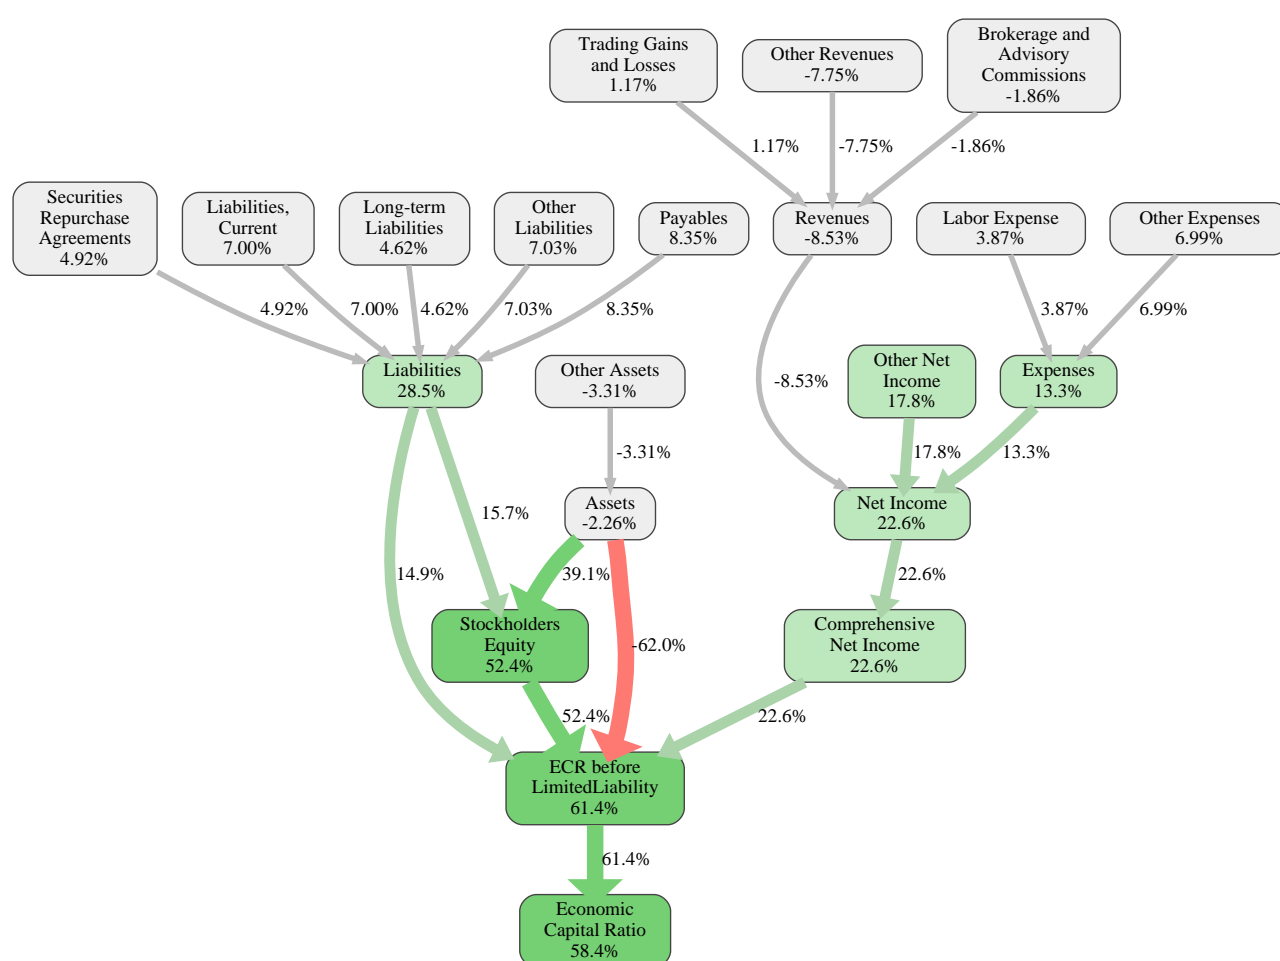 Trading Gains
and Losses
1.17%
Other Revenues
-7.75%
Brokerage and
Advisory
Commissions
-1.86%
1.17%
-7.75%
-1.86%
Securities
Repurchase
Agreements
4.92%
Liabilities,
Current
7.00%
Long-term
Liabilities
4.62%
Other
Liabilities
7.03%
Payables
8.35%
Revenues
-8.53%
Labor Expense
3.87%
Other Expenses
6.99%
4.92%
7.00%
4.62%
7.03%
8.35%
3.87%
6.99%
Liabilities
28.5%
Other Assets
-3.31%
-8.53%
Other Net
Income
17.8%
Expenses
13.3%
-3.31%
17.8%
13.3%
Assets
-2.26%
Net Income
22.6%
15.7%
14.9%
39.1%
22.6%
Stockholders
Equity
52.4%
-62.0%
Comprehensive
Net Income
22.6%
52.4%
22.6%
ECR before
LimitedLiability
61.4%
61.4%
Economic
Capital Ratio
58.4%